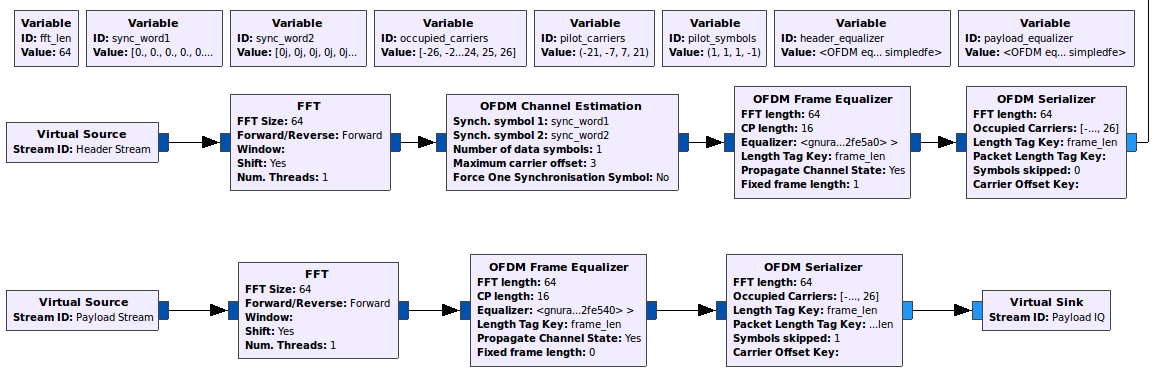 Variable
ID: fft_len
Value: 64
Variable
ID: sync_word1
Value: [0., 0., 0., 0., 0....
Variable
ID: sync_word2
Value: [0j, 0j, 0j, 0j, 0j...
Variable
ID: occupied_carriers
Value: [-26, -2...24, 25, 26]
Variable
ID: pilot_carriers
Value: (-21, -7, 7, 21)
Variable
ID: pilot_symbols
Value: (1, 1, 1, -1)
Variable
ID: header_equalizer
Value: <OFDM eq... simpledfe>
Variable
ID: payload_equalizer
Value: <OFDM eq... simpledfe>
Virtual Source
Stream ID: Header Stream
FFT
FFT Size: 64
Forward/Reverse: Forward
Window:
Shift: Yes
Num. Threads: 1
OFDM Channel Estimation
Synch. symbol 1: sync_word1
Synch. symbol 2: sync_word2
Number of data symbols: 1
Maximum carrier offset: 3
Force One Synchronisation Symbol: No
OFDM Frame Equalizer
FFT length: 64
CP length: 16
Equalizer: <gnura...2fe5a0> >
Length Tag Key: frame_len
Propagate Channel State: Yes
Fixed frame length: 1
OFDM Serializer
FFT length: 64
Occupied Carriers: [-..., 26]
Length Tag Key: frame_len
Packet Length Tag Key:
Symbols skipped: 0
Carrier Offset Key:
Virtual Source
Stream ID: Payload Stream
FFT
FFT Size: 64
Forward/Reverse: Forward
Window:
Shift: Yes
Num. Threads: 1
OFDM Frame Equalizer
FFT length: 64
CP length: 16
Equalizer: <gnura...2fe540> >
Length Tag Key: frame_len
Propagate Channel State: Yes
Fixed frame length: 0
OFDM Serializer
FFT length: 64
Occupied Carriers: [-..., 26]
Length Tag Key: frame_len
Packet Length Tag Key: ...len
Symbols skipped: 1
Carrier Offset Key:
Virtual Sink
Stream ID: Payload IQ